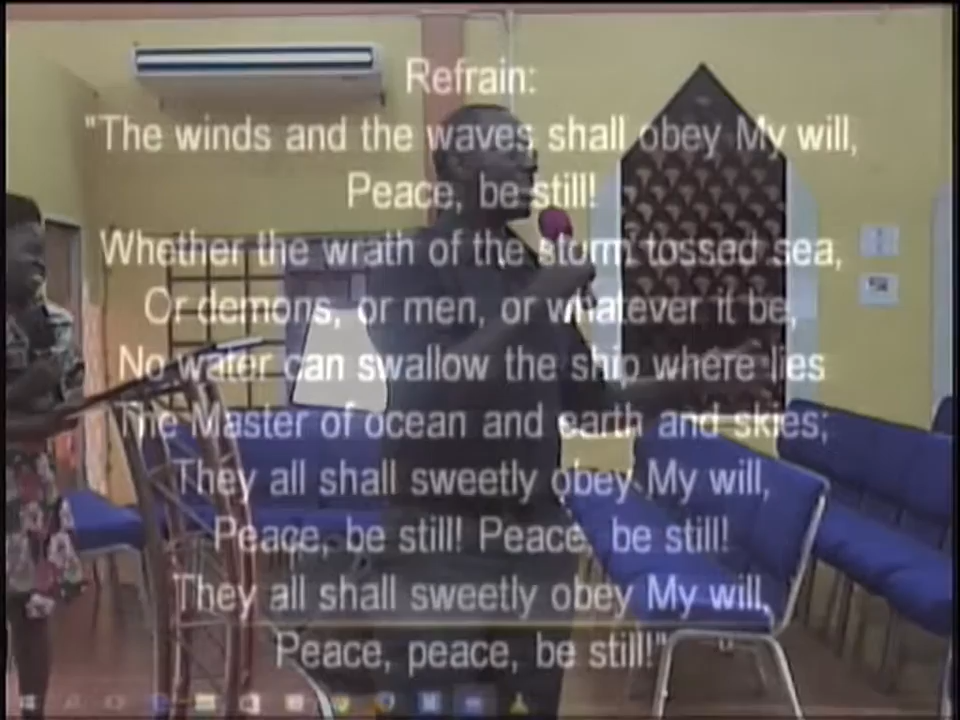 Refrain:
"The winds and the waves shall obey My will,
Peace, be still!
Whether the wrath of the storm tossed sea,
Or demons, or men, or whatever it be,
No water can swallow the ship where lies
The Master of ocean and earth and skies;
They all shall sweetly obey My will,
Peace, be still! Peace, be still!
They all shall sweetly obey My will,
Peace, peace, be still!"